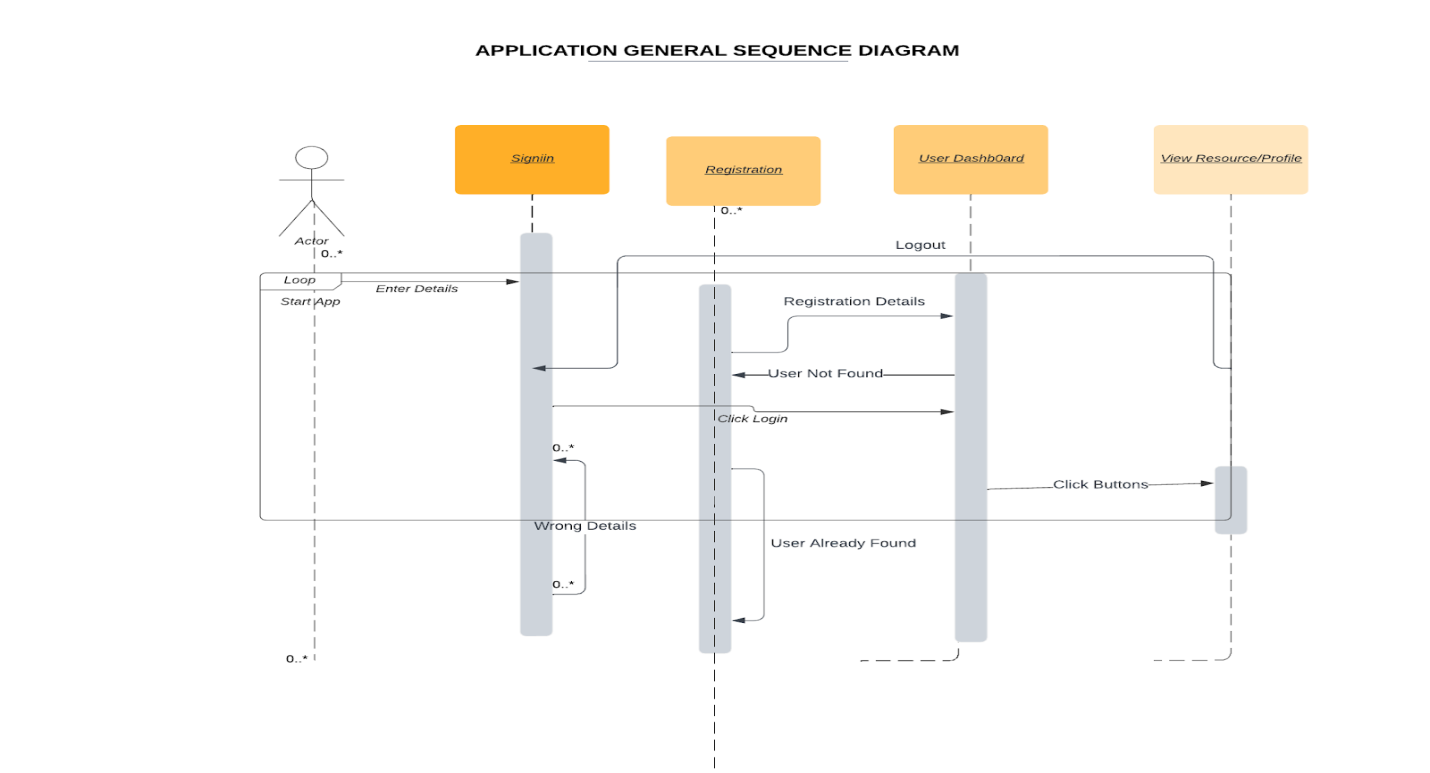 APPLICATION GENERAL SEQUENCE DIAGRAM
Signiin
Registration
User Dashb0ard
View Resource/Profile
0..*
Actor
0..*
Logout
Loop
Enter Details
Start App
Registration Details
User Not Found
Click Login
0..*
Click Buttons
Wrong Details
User Already Found
0..*
0..*